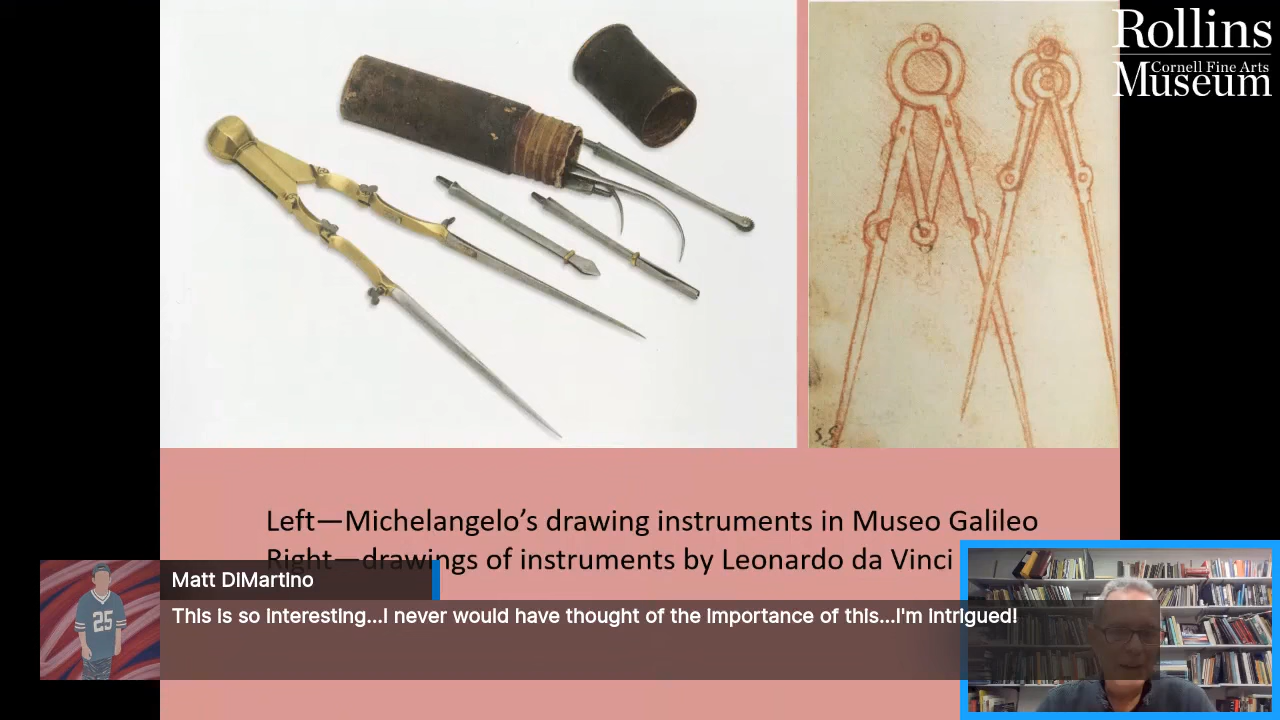 Rollins
Cornell Fine Arts
Museum
Left—Michelangelo’s drawing instruments in Museo Galileo
Right—drawings of instruments by Leonardo da Vinci
Matt DiMartino
This is so interesting...I never would have thought of the importance of this...I'm intrigued!
25